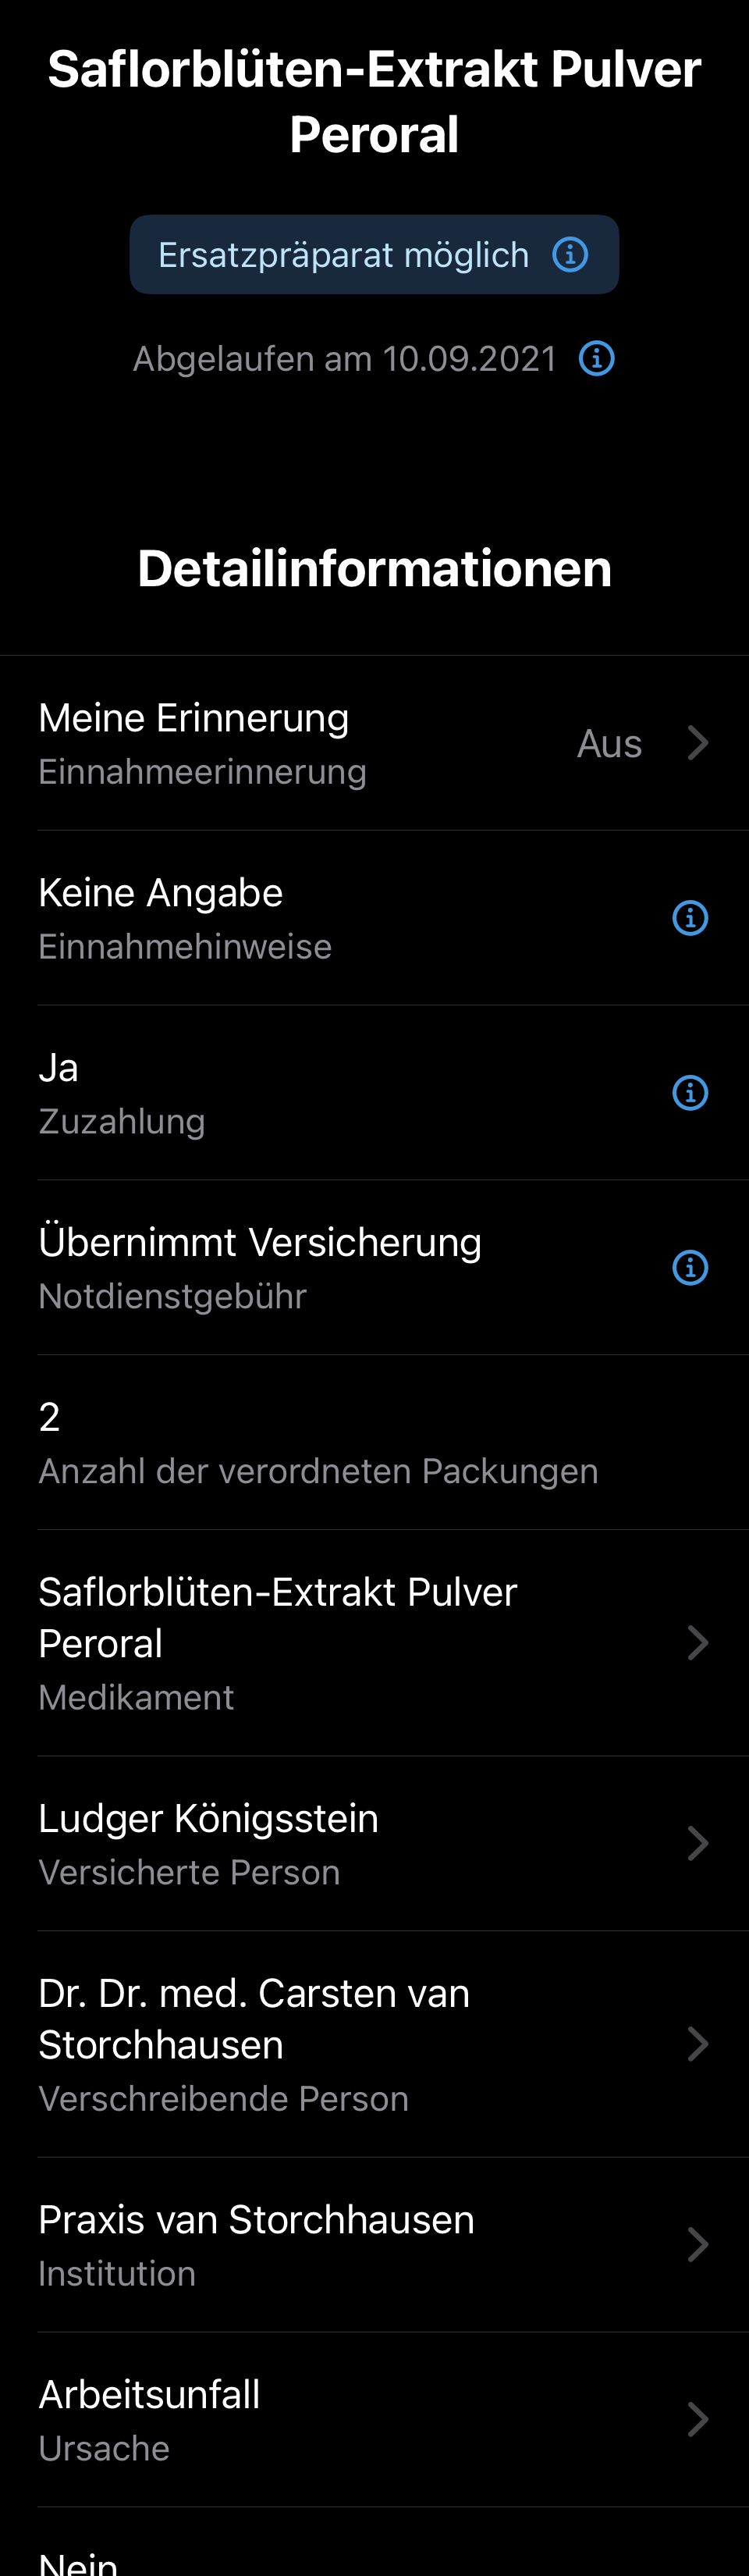 Saflorblüten-Extrakt Pulver
Peroral
Ersatzpräparat möglich
Abgelaufen am 10.09.2021
Detailinformationen
Meine Erinnerung
Einnahmeerinnerung
Aus
Keine Angabe
Einnahmehinweise
Ja
Zuzahlung
Übernimmt Versicherung
Notdienstgebühr
2
Anzahl der verordneten Packungen
Saflorblüten-Extrakt Pulver
Peroral
Medikament
Ludger Königsstein
Versicherte Person
Dr. Dr. med. Carsten van
Storchhausen
Verschreibende Person
Praxis van Storchhausen
Institution
Arbeitsunfall
Ursache
Nein